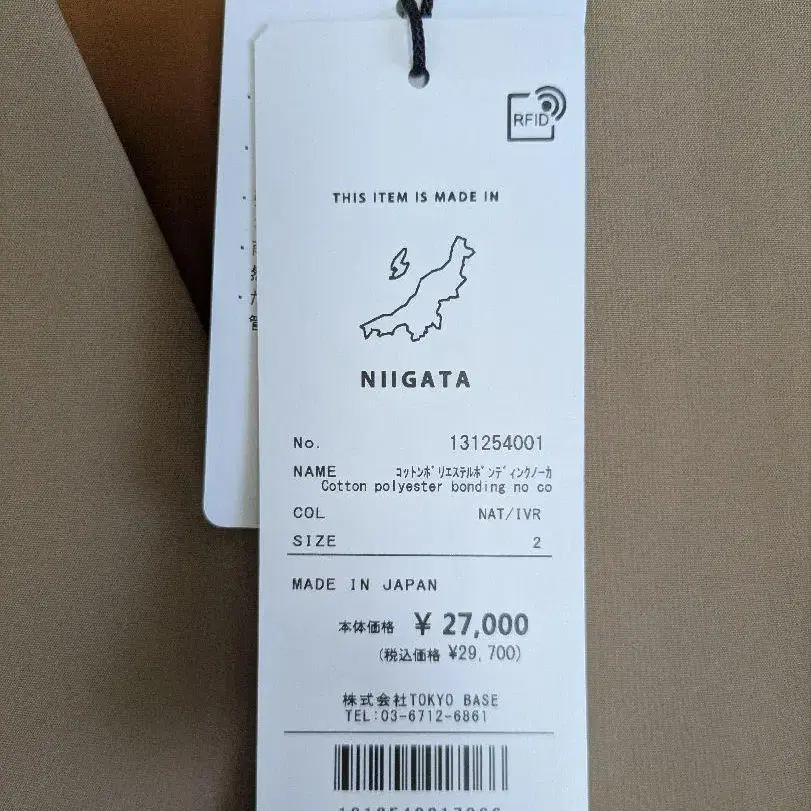 RFID
THIS ITEM IS MADE IN
NIIGATA
No. 131254001
NAME コットンポリエステルボンディングノーカ
Cotton polyester bonding no co
COL NAT/IVR
SIZE 2
MADE IN JAPAN
本体価格 ¥ 27,000
(税込価格 ¥29,700)
株式会社TOKYO BASE
TEL:03-6712-6861